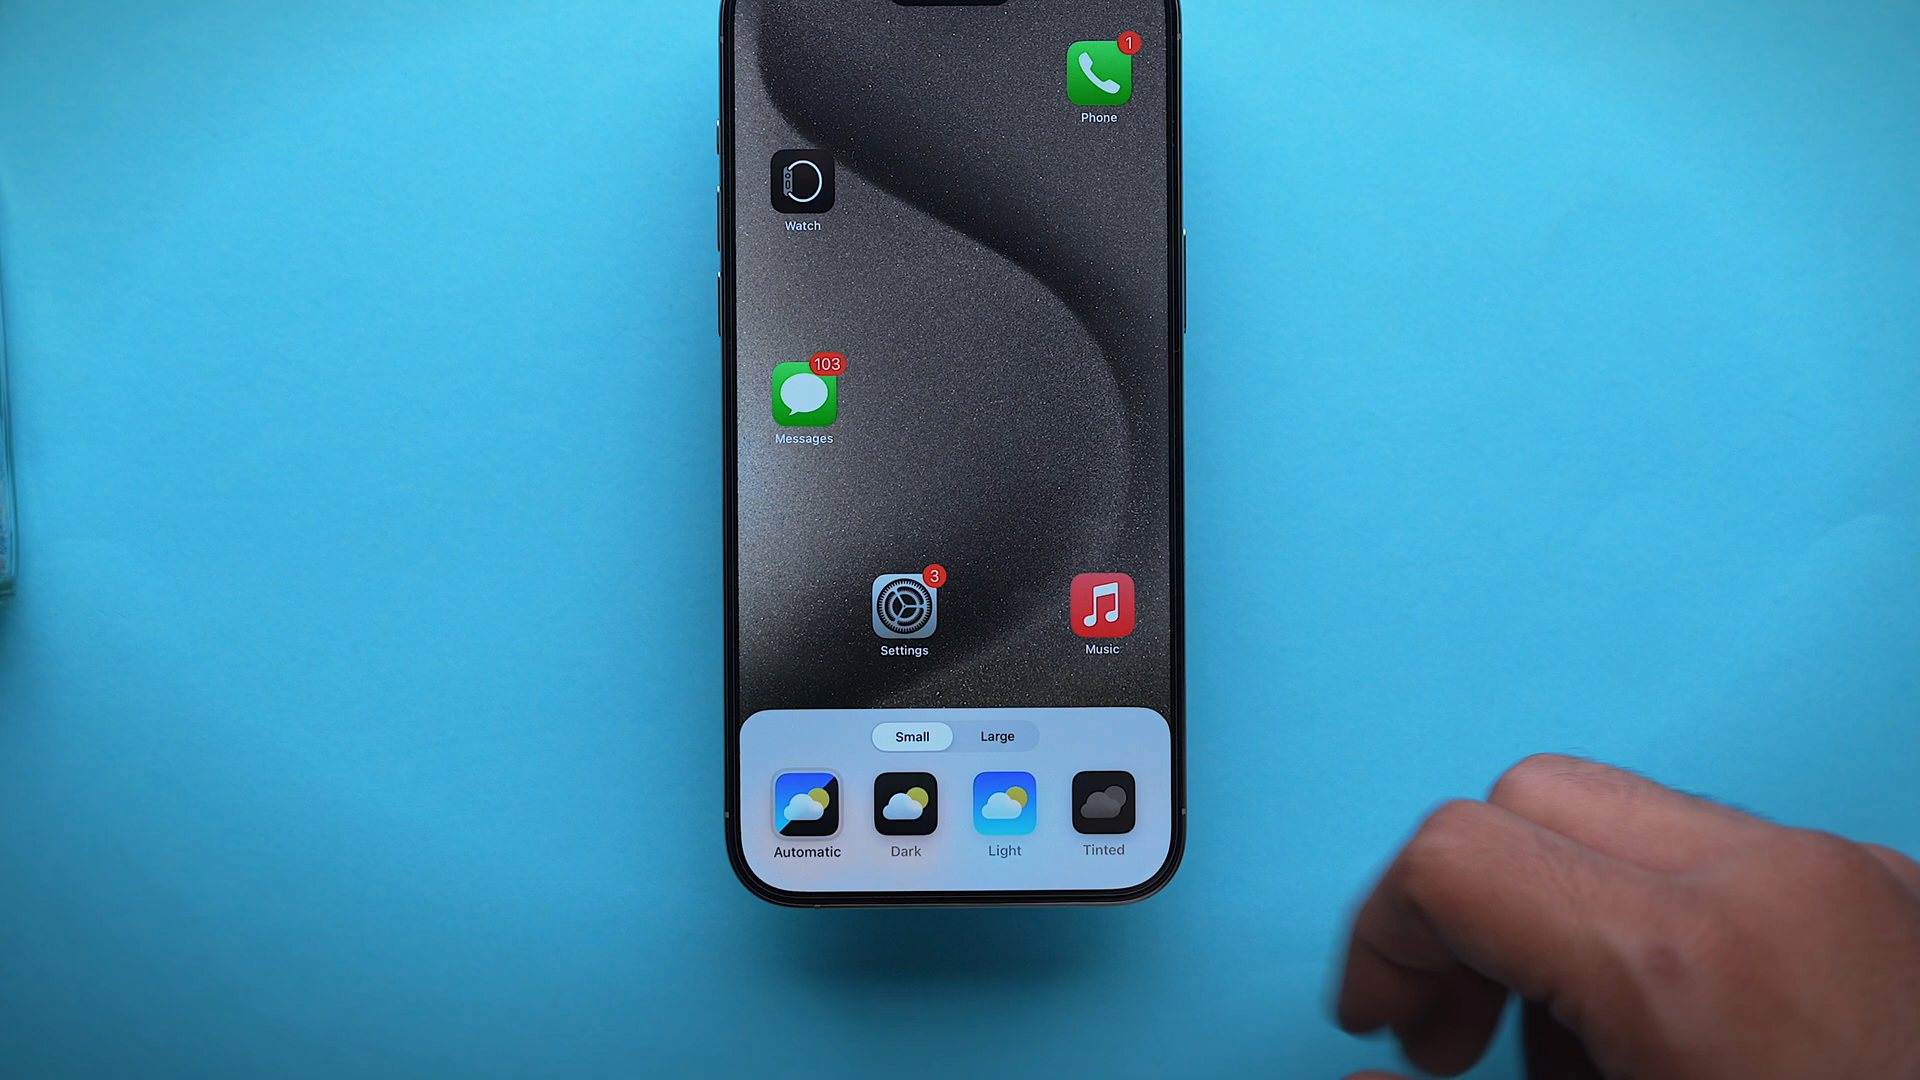 1
Phone
Watch
103
Messages
3
Settings
Music
Small Large
Automatic Dark Light Tinted